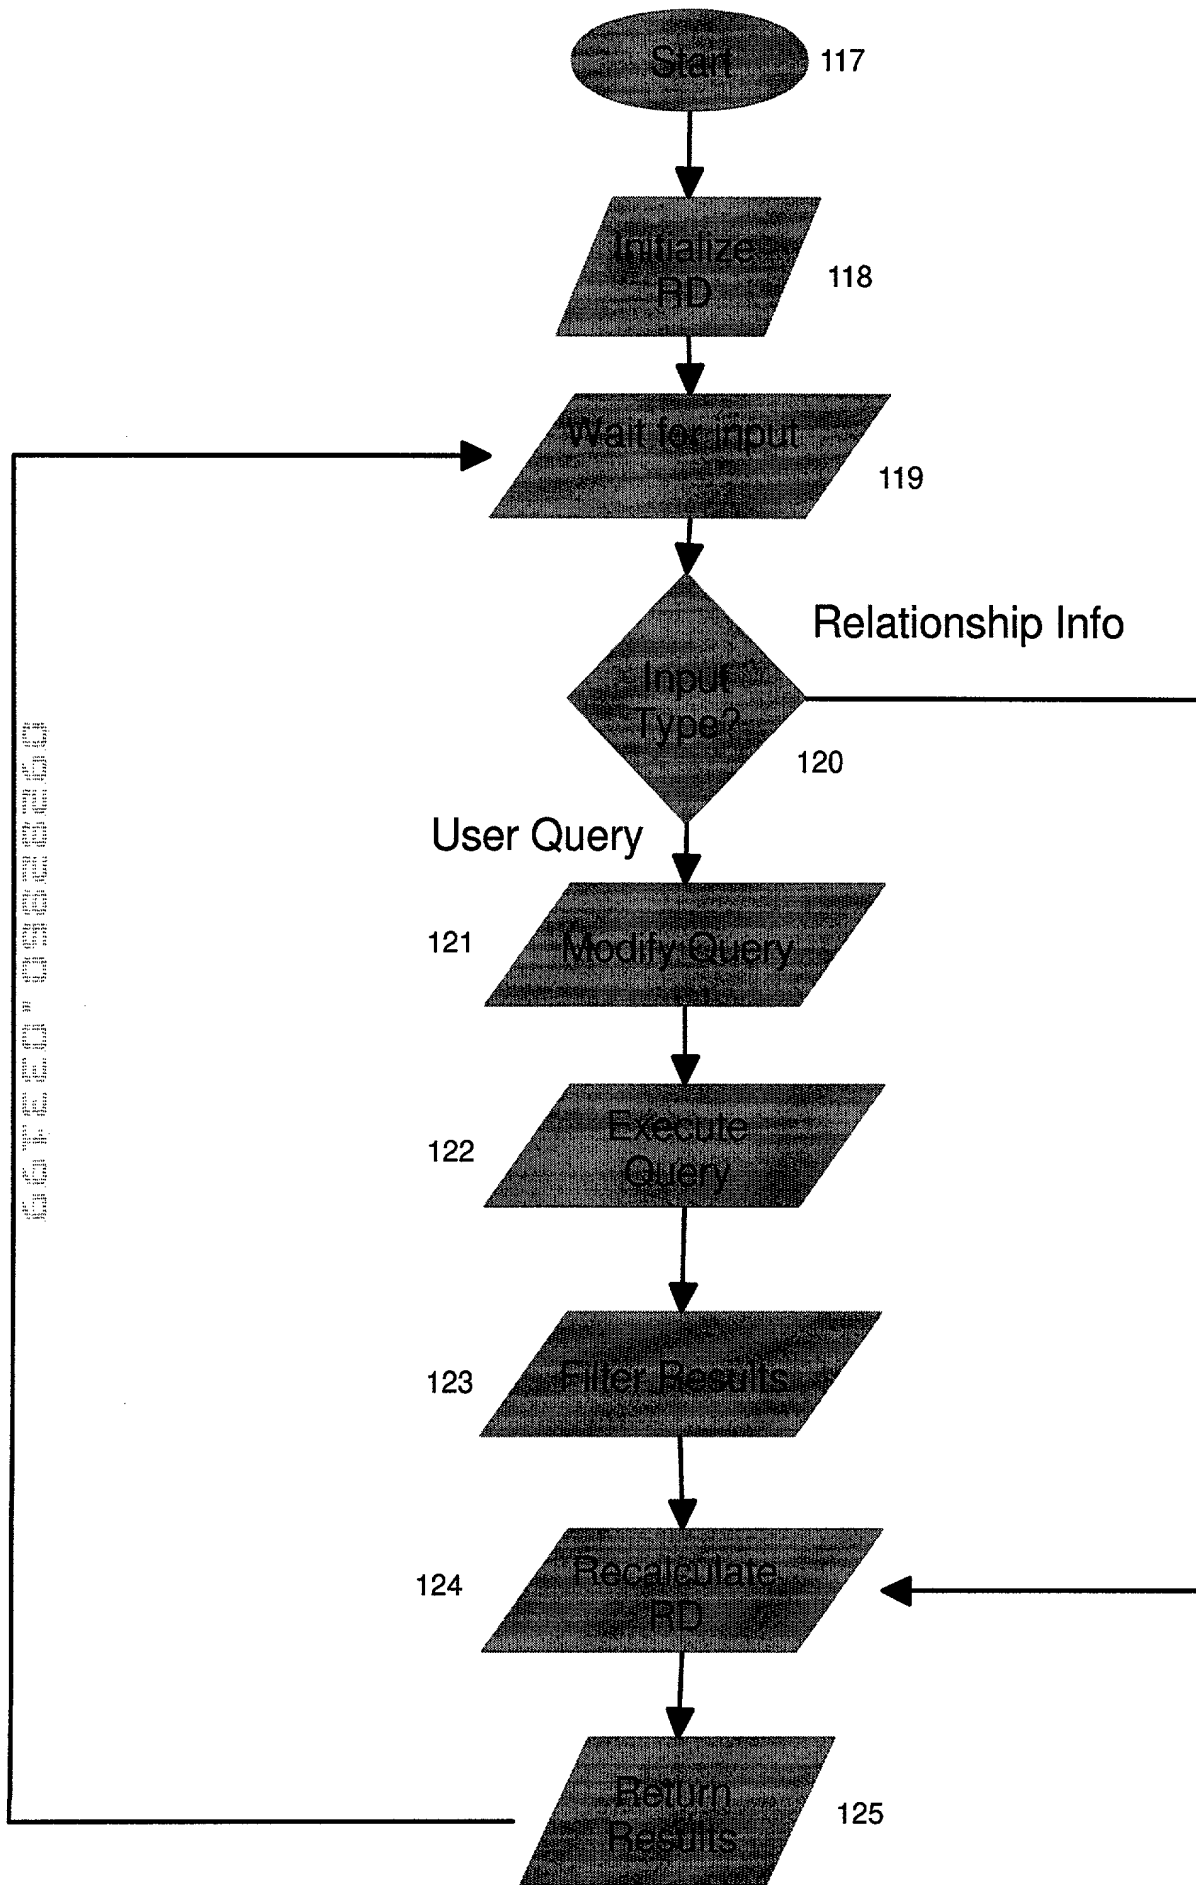 Start
117
Initialize
RD
118
Wait for input
119
Relationship Info
Input
Type?
120
User Query
121
Modify Query
122
Execute
Query
123
Filter Results
124
Recalculate
RD
Return
Results
125